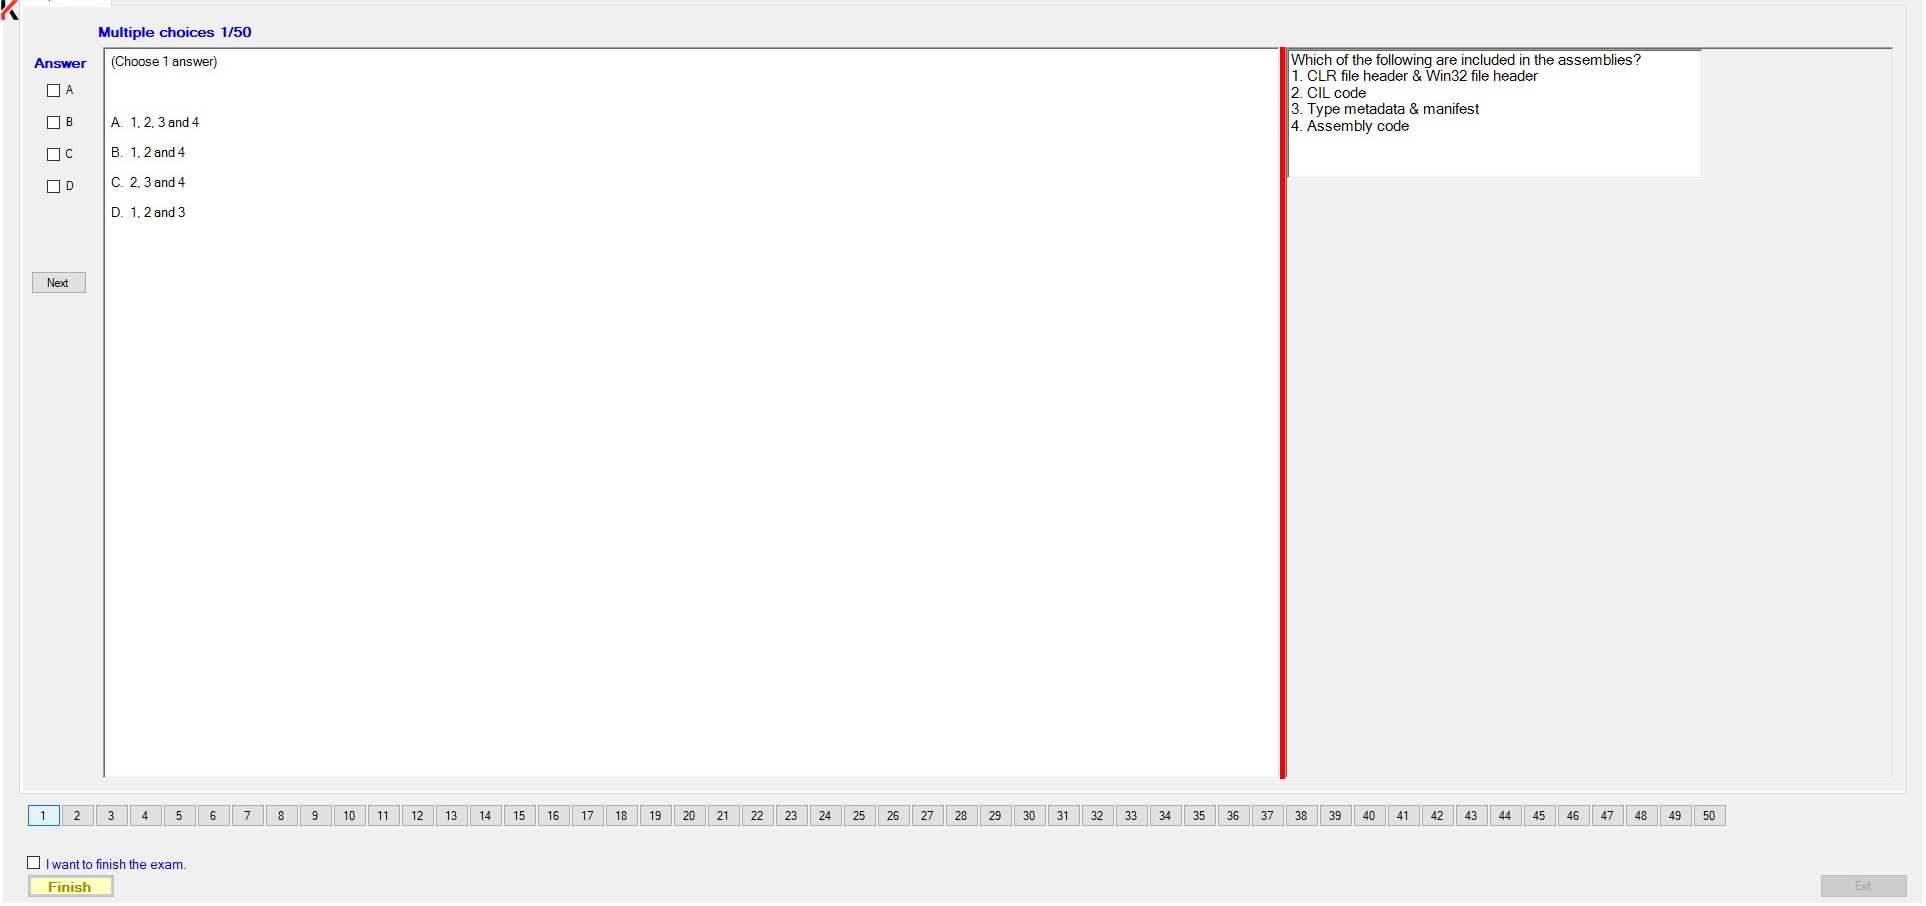 Multiple choices 1/50
Answer
A
B
C
D
Next
(Choose 1 answer)
A. 1, 2, 3 and 4
B. 1, 2 and 4
C. 2, 3 and 4
D. 1, 2 and 3
Which of the following are included in the assemblies?
1. CLR file header & Win32 file header
2. CIL code
3. Type metadata & manifest
4. Assembly code
1 2 3 4 5 6 7 8 9 10 11 12 13 14 15 16 17 18 19 20 21 22 23 24 25 26 27 28 29 30 31 32 33 34 35 36 37 38 39 40 41 42 43 44 45 46 47 48 49 50
I want to finish the exam.
Finish
Exit